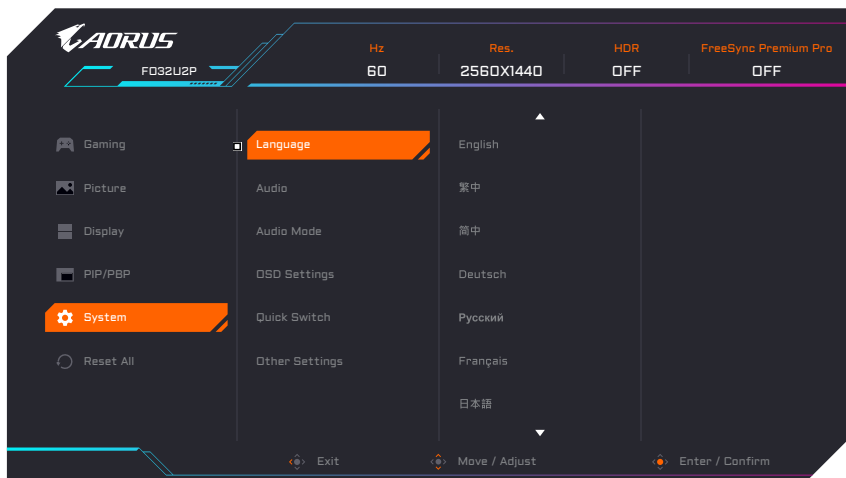 AORUS
FO32U2P
Hz
60
Res.
2560X1440
HDR
OFF
FreeSync Premium Pro
OFF
Gaming
Picture
Display
PIP/PBP
System
Reset All
Language
Audio
Audio Mode
OSD Settings
Quick Switch
Other Settings
English
繁中
简中
Deutsch
Русский
Français
日本語
Exit
Move / Adjust
Enter / Confirm